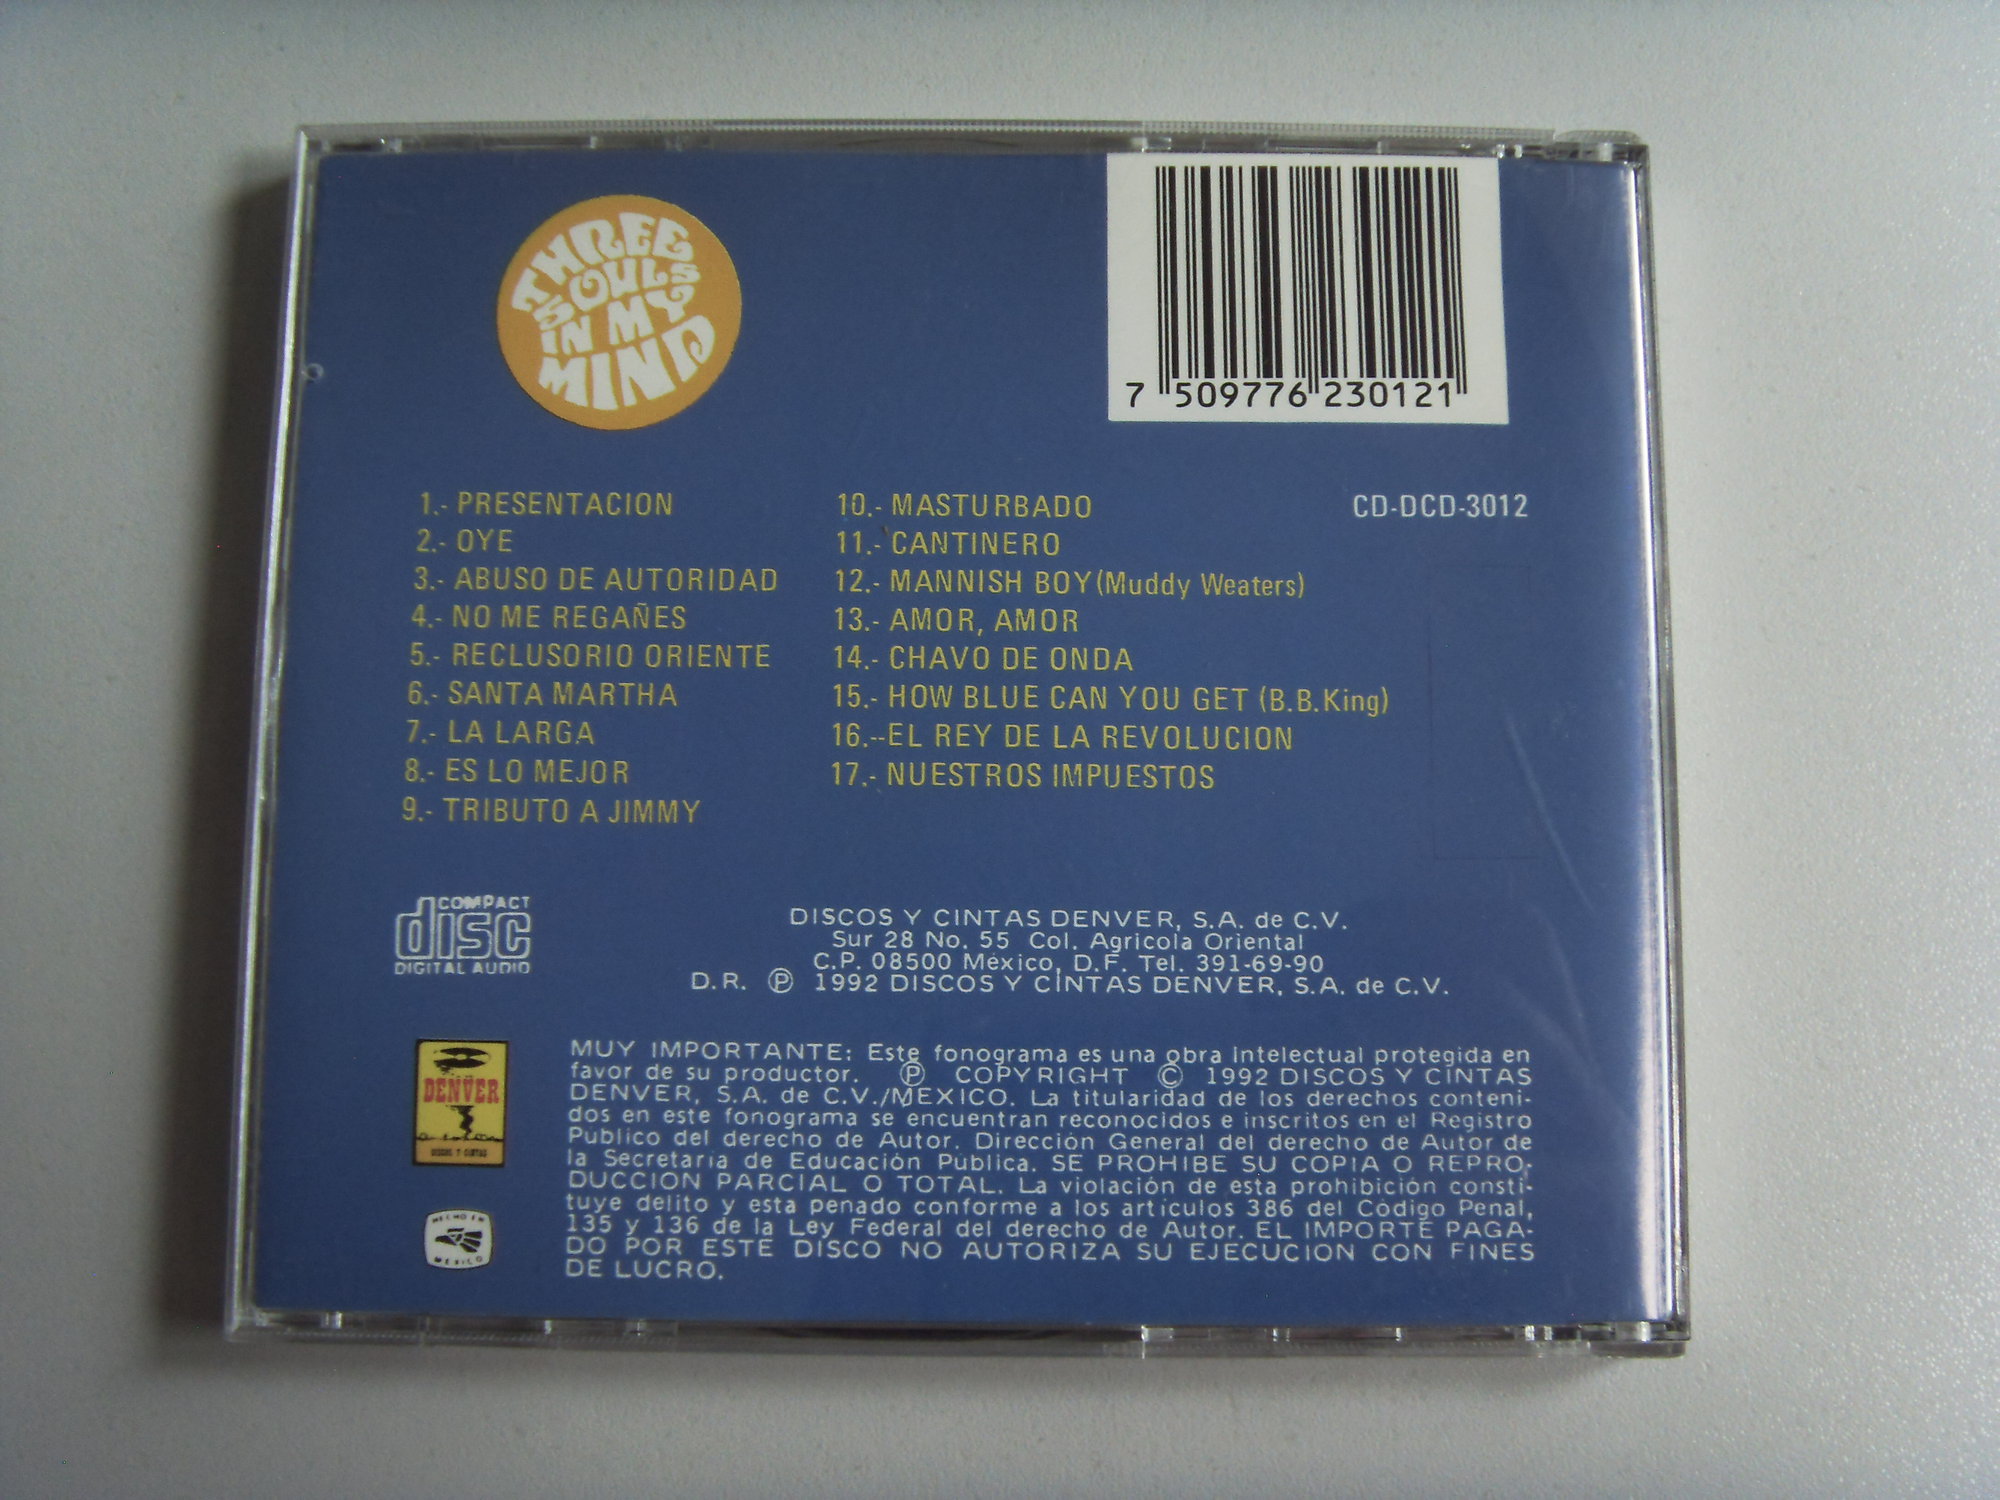 THREE
SOULS
IN MY
MIND
7 509776 230121
1.- PRESENTACION
2.- OYE
3.- ABUSO DE AUTORIDAD
4.- NO ME REGAÑES
5.- RECLUSORIO ORIENTE
6.- SANTA MARTHA
7.- LA LARGA
8.- ES LO MEJOR
9.- TRIBUTO A JIMMY
10.- MASTURBADO
11.- CANTINERO
12.- MANNISH BOY (Muddy Weaters)
13.- AMOR, AMOR
14.- CHAVO DE ONDA
15.- HOW BLUE CAN YOU GET (B.B.King)
16.--EL REY DE LA REVOLUCION
17.- NUESTROS IMPUESTOS
CD-DCD-3012
COMPACT
disc
DIGITAL AUDIO
DISCOS Y CINTAS DENVER, S.A. de C.V.
Sur 28 No. 55 Col. Agricola Oriental
C.P. 08500 México, D.F. Tel. 391-69-90
D.R. Ⓟ 1992 DISCOS Y CINTAS DENVER, S.A. de C.V.
DENVER
DISCOS Y CINTAS
HECHO EN
MEXICO
MUY IMPORTANTE: Este fonograma es una obra intelectual protegida en
favor de su productor. Ⓟ COPYRIGHT © 1992 DISCOS Y CINTAS
DENVER, S.A. de C.V./MEXICO. La titularidad de los derechos conteni-
dos en este fonograma se encuentran reconocidos e inscritos en el Registro
Público del derecho de Autor. Dirección General del derecho de Autor de
la Secretaría de Educación Pública. SE PROHIBE SU COPIA O REPRO-
DUCCION PARCIAL O TOTAL. La violación de esta prohibición consti-
tuye delito y esta penado conforme a los artículos 386 del Código Penal,
135 y 136 de la Ley Federal del derecho de Autor. EL IMPORTE PAGA-
DO POR ESTE DISCO NO AUTORIZA SU EJECUCION CON FINES
DE LUCRO.